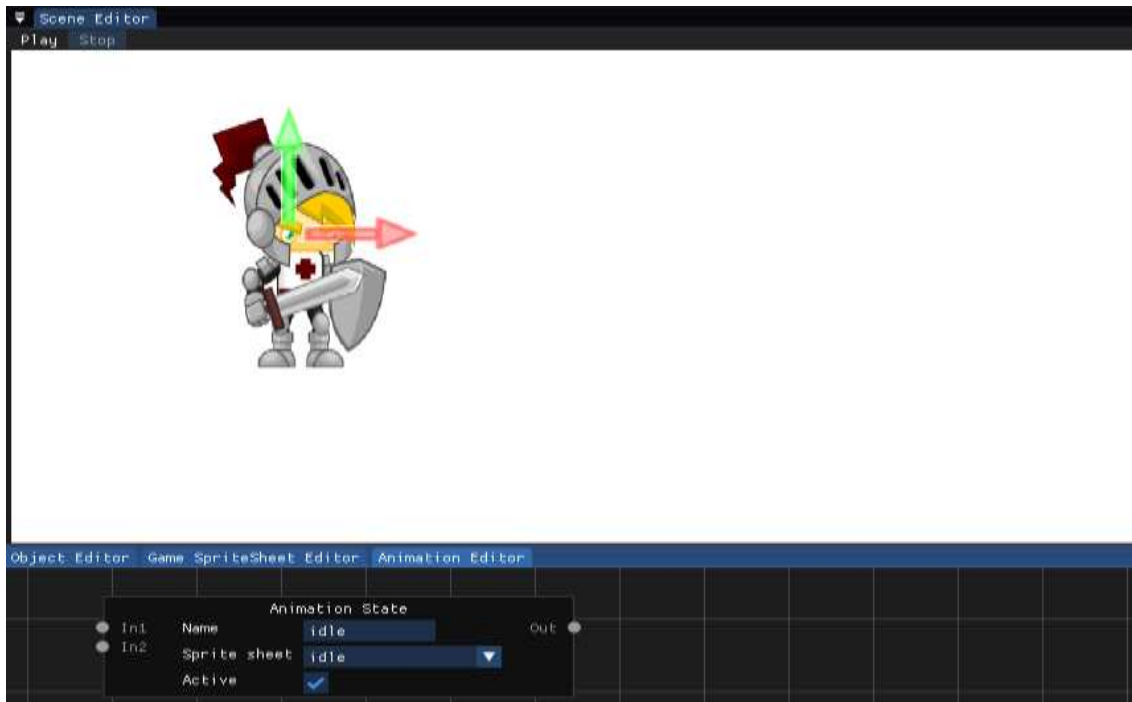 Scene Editor
Play Stop
Object Editor Game SpriteSheet Editor Animation Editor
Animation State
In1 Name idle Out
In2
Sprite sheet idle
Active